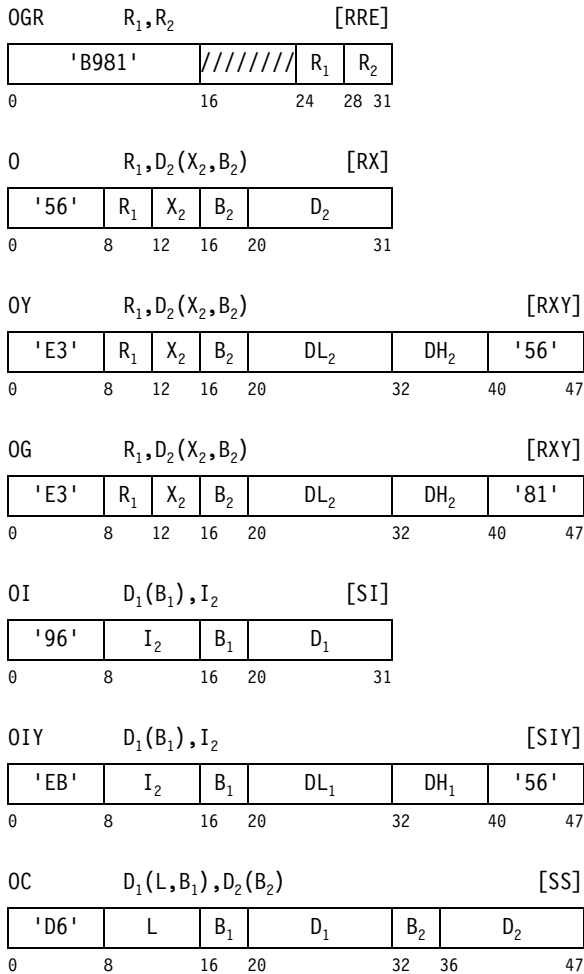 OGR R₁,R₂ [RRE]
'B981' //////// R₁ R₂
0 16 24 28 31
O R₁,D₂(X₂,B₂) [RX]
'56' R₁ X₂ B₂ D₂
0 8 12 16 20 31
OY R₁,D₂(X₂,B₂) [RXY]
'E3' R₁ X₂ B₂ DL₂ DH₂ '56'
0 8 12 16 20 32 40 47
OG R₁,D₂(X₂,B₂) [RXY]
'E3' R₁ X₂ B₂ DL₂ DH₂ '81'
0 8 12 16 20 32 40 47
OI D₁(B₁),I₂ [SI]
'96' I₂ B₁ D₁
0 8 16 20 31
OIY D₁(B₁),I₂ [SIY]
'EB' I₂ B₁ DL₁ DH₁ '56'
0 8 16 20 32 40 47
OC D₁(L,B₁),D₂(B₂) [SS]
'D6' L B₁ D₁ B₂ D₂
0 8 16 20 32 36 47